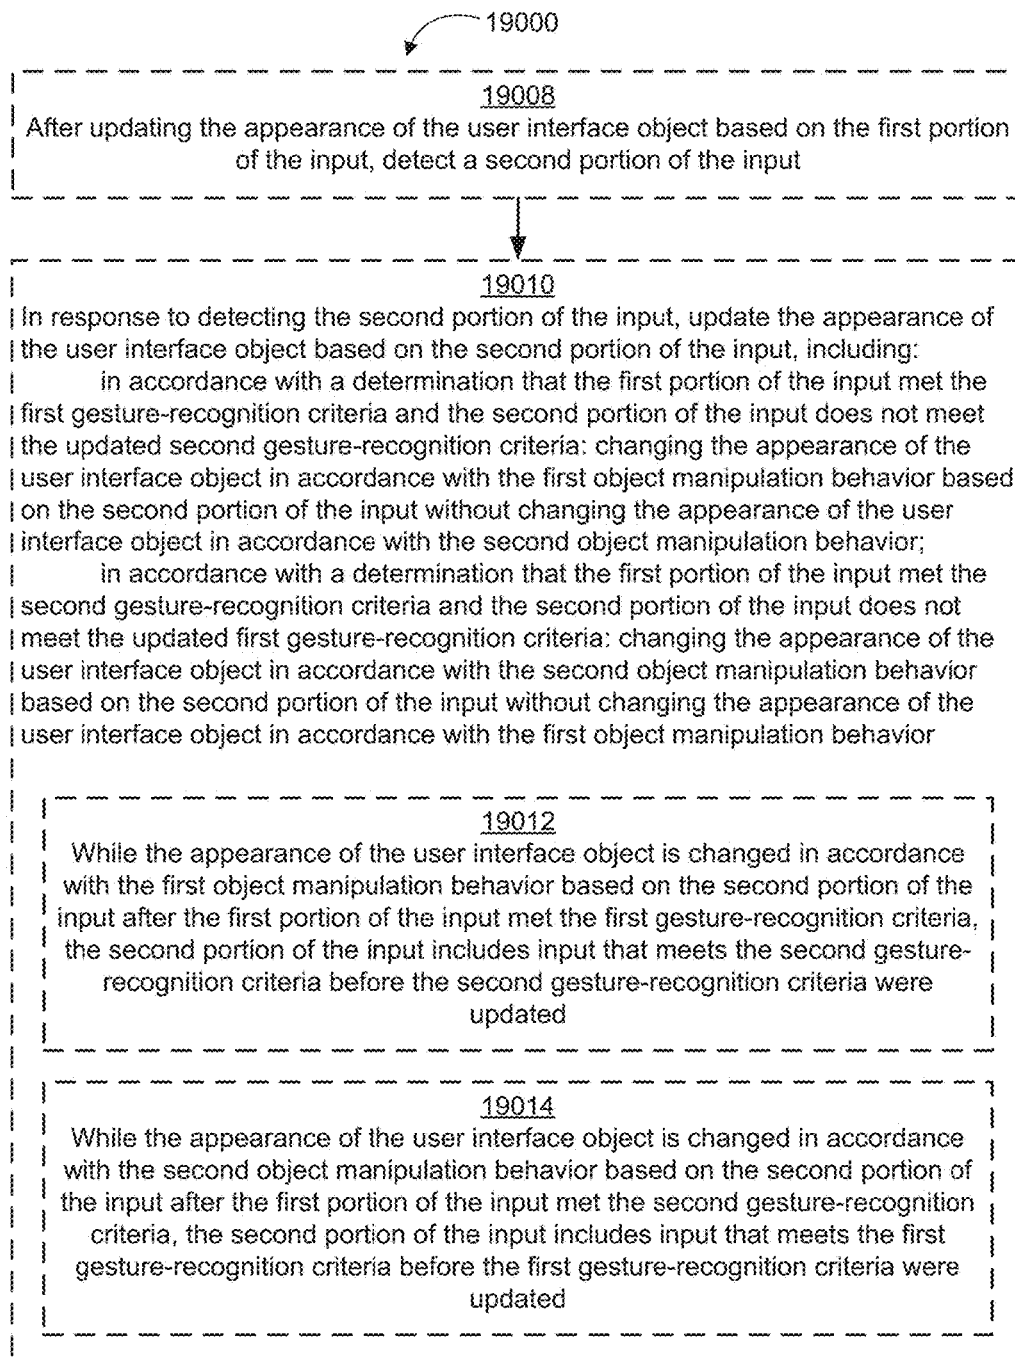 19000
19008
After updating the appearance of the user interface object based on the first portion
of the input, detect a second portion of the input
19010
In response to detecting the second portion of the input, update the appearance of
the user interface object based on the second portion of the input, including:
in accordance with a determination that the first portion of the input met the
first gesture-recognition criteria and the second portion of the input does not meet
the updated second gesture-recognition criteria: changing the appearance of the
user interface object in accordance with the first object manipulation behavior based
on the second portion of the input without changing the appearance of the user
interface object in accordance with the second object manipulation behavior;
in accordance with a determination that the first portion of the input met the
second gesture-recognition criteria and the second portion of the input does not
meet the updated first gesture-recognition criteria: changing the appearance of the
user interface object in accordance with the second object manipulation behavior
based on the second portion of the input without changing the appearance of the
user interface object in accordance with the first object manipulation behavior
19012
While the appearance of the user interface object is changed in accordance
with the first object manipulation behavior based on the second portion of the
input after the first portion of the input met the first gesture-recognition criteria,
the second portion of the input includes input that meets the second gesture-
recognition criteria before the second gesture-recognition criteria were
updated
19014
While the appearance of the user interface object is changed in accordance
with the second object manipulation behavior based on the second portion of
the input after the first portion of the input met the second gesture-recognition
criteria, the second portion of the input includes input that meets the first
gesture-recognition criteria before the first gesture-recognition criteria were
updated